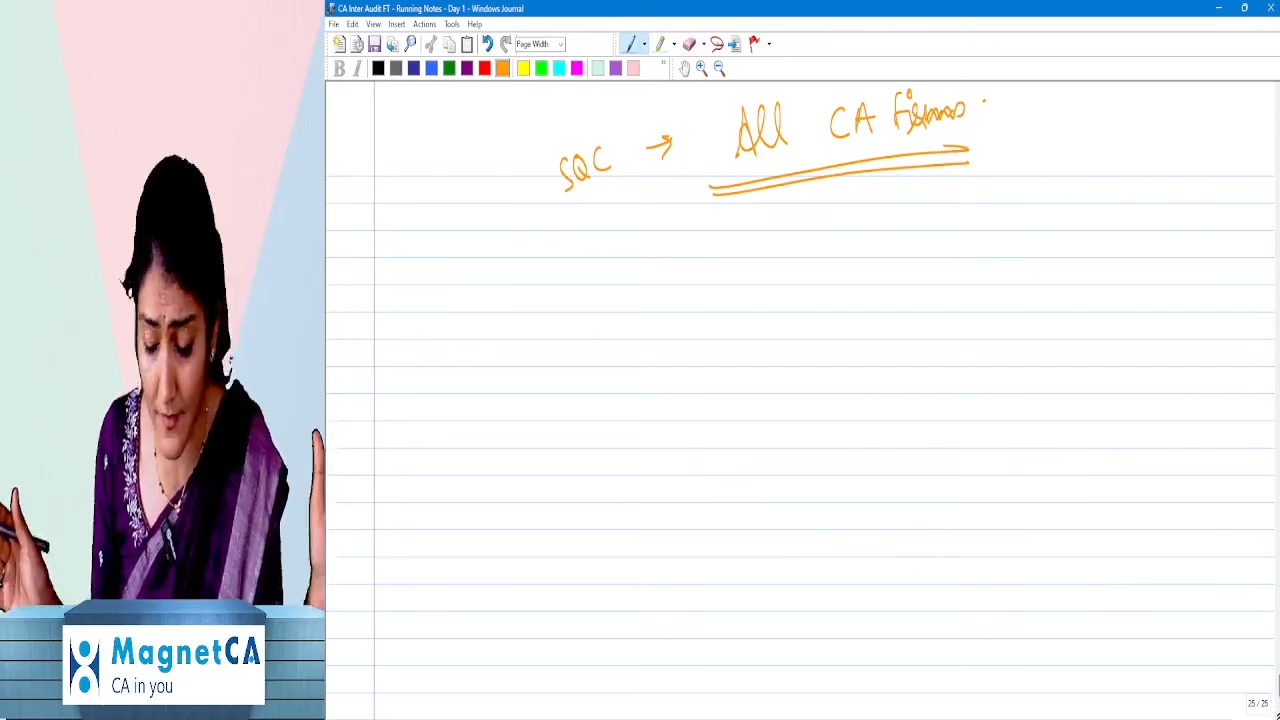 CA Inter Audit FT - Running Notes - Day 1 - Windows Journal
File Edit View Insert Actions Tools Help
Page Width
B I
All CA Firms
SQC →
MagnetCA
CA in you
25 / 25